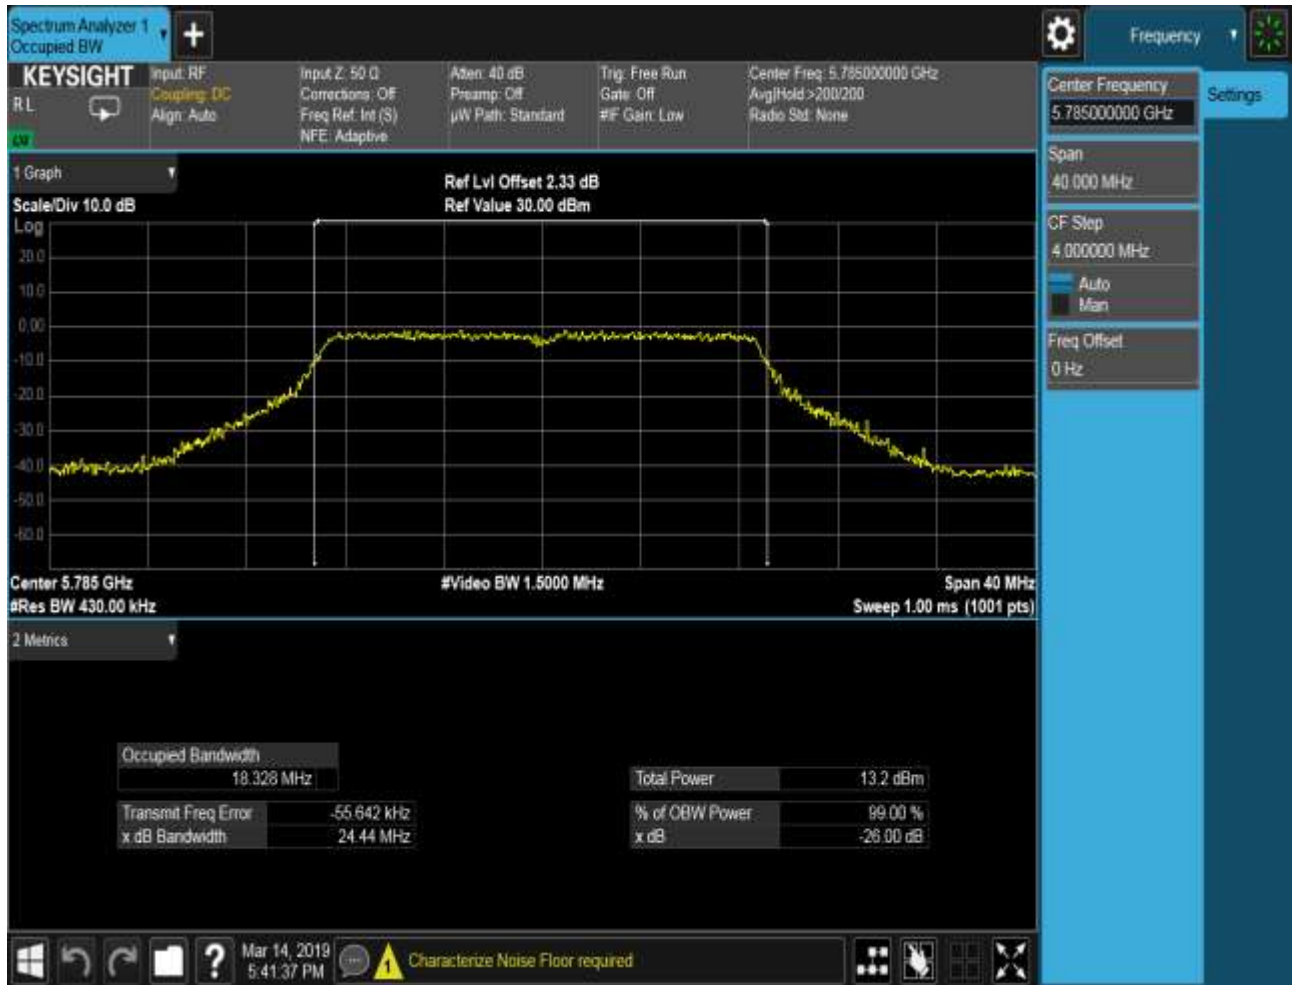 Spectrum Analyzer 1
Occupied BW
Frequency
KEYSIGHT
R L
Input: RF
Coupling: DC
Align: Auto
Input Z: 50 Ω
Corrections: Off
Freq Ref: Int (S)
NFE: Adaptive
Atten: 40 dB
Preamp: Off
µW Path: Standard
Trig: Free Run
Gate: Off
#IF Gain: Low
Center Freq: 5.785000000 GHz
Avg|Hold:>200/200
Radio Std: None
Center Frequency
5.785000000 GHz
Settings
Span
40.000 MHz
CF Step
4.000000 MHz
Auto
Man
Freq Offset
0 Hz
1 Graph
Scale/Div 10.0 dB
Ref Lvl Offset 2.33 dB
Ref Value 30.00 dBm
Log
20.0
10.0
0.00
-10.0
-20.0
-30.0
-40.0
-50.0
-60.0
Center 5.785 GHz
#Video BW 1.5000 MHz
Span 40 MHz
#Res BW 430.00 kHz
Sweep 1.00 ms (1001 pts)
2 Metrics
Occupied Bandwidth
18.328 MHz
Total Power 13.2 dBm
Transmit Freq Error -55.642 kHz
% of OBW Power 99.00 %
x dB Bandwidth 24.44 MHz
x dB -26.00 dB
?
Mar 14, 2019
5:41:37 PM
1
Characterize Noise Floor required